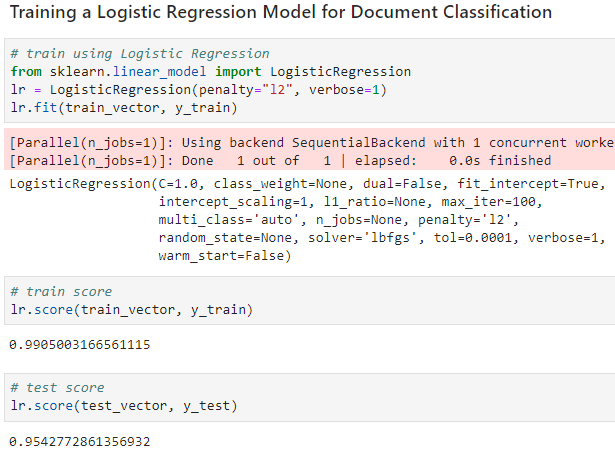 Training a Logistic Regression Model for Document Classification
# train using Logistic Regression
from sklearn.linear_model import LogisticRegression
lr = LogisticRegression(penalty="l2", verbose=1)
lr.fit(train_vector, y_train)
[Parallel(n_jobs=1)]: Using backend SequentialBackend with 1 concurrent worke
[Parallel(n_jobs=1)]: Done   1 out of   1 | elapsed:    0.0s finished
LogisticRegression(C=1.0, class_weight=None, dual=False, fit_intercept=True,
intercept_scaling=1, l1_ratio=None, max_iter=100,
multi_class='auto', n_jobs=None, penalty='l2',
random_state=None, solver='lbfgs', tol=0.0001, verbose=1,
warm_start=False)
# train score
lr.score(train_vector, y_train)
0.9905003166561115
# test score
lr.score(test_vector, y_test)
0.9542772861356932